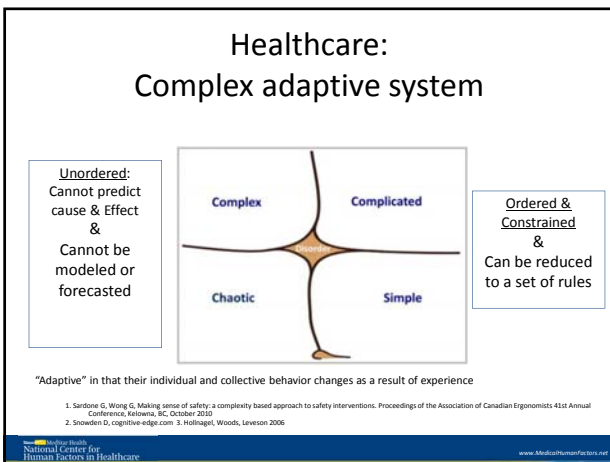 Healthcare:
Complex adaptive system
Unordered:
Cannot predict
cause & Effect
&
Cannot be
modeled or
forecasted
Complex
Complicated
Disorder
Chaotic
Simple
Ordered &
Constrained
&
Can be reduced
to a set of rules
“Adaptive” in that their individual and collective behavior changes as a result of experience
1. Sardone G, Wong G, Making sense of safety: a complexity based approach to safety interventions. Proceedings of the Association of Canadian Ergonomists 41st Annual
Conference, Kelowna, BC, October 2010
2. Snowden D, cognitive-edge.com 3. Hollnagel, Woods, Leveson 2006
MedStar Health
National Center for
Human Factors in Healthcare
www.MedicalHumanFactors.net